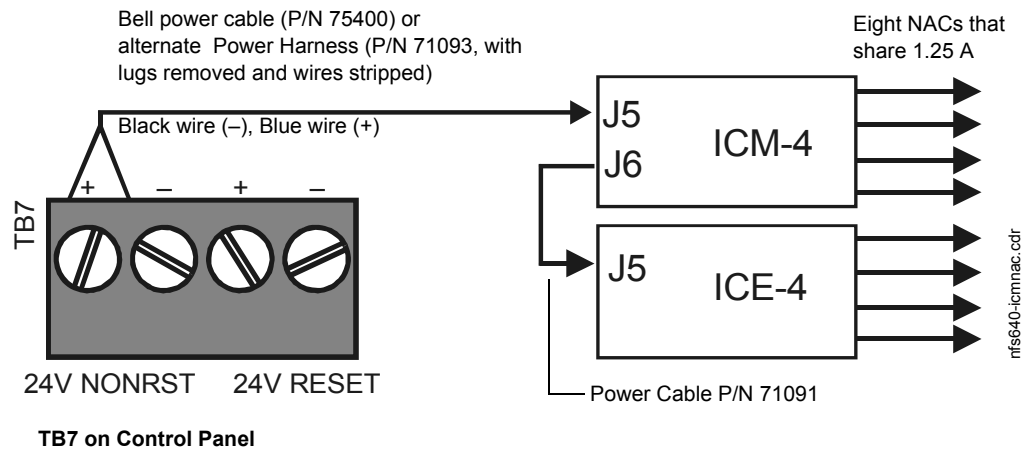 Bell power cable (P/N 75400) or
alternate Power Harness (P/N 71093, with
lugs removed and wires stripped)
Eight NACs that
share 1.25 A
Black wire (–), Blue wire (+)
J5
J6
ICM-4
+ – + –
TB7
J5
ICE-4
nfs640-icmnac.cdr
24V NONRST 24V RESET
Power Cable P/N 71091
TB7 on Control Panel